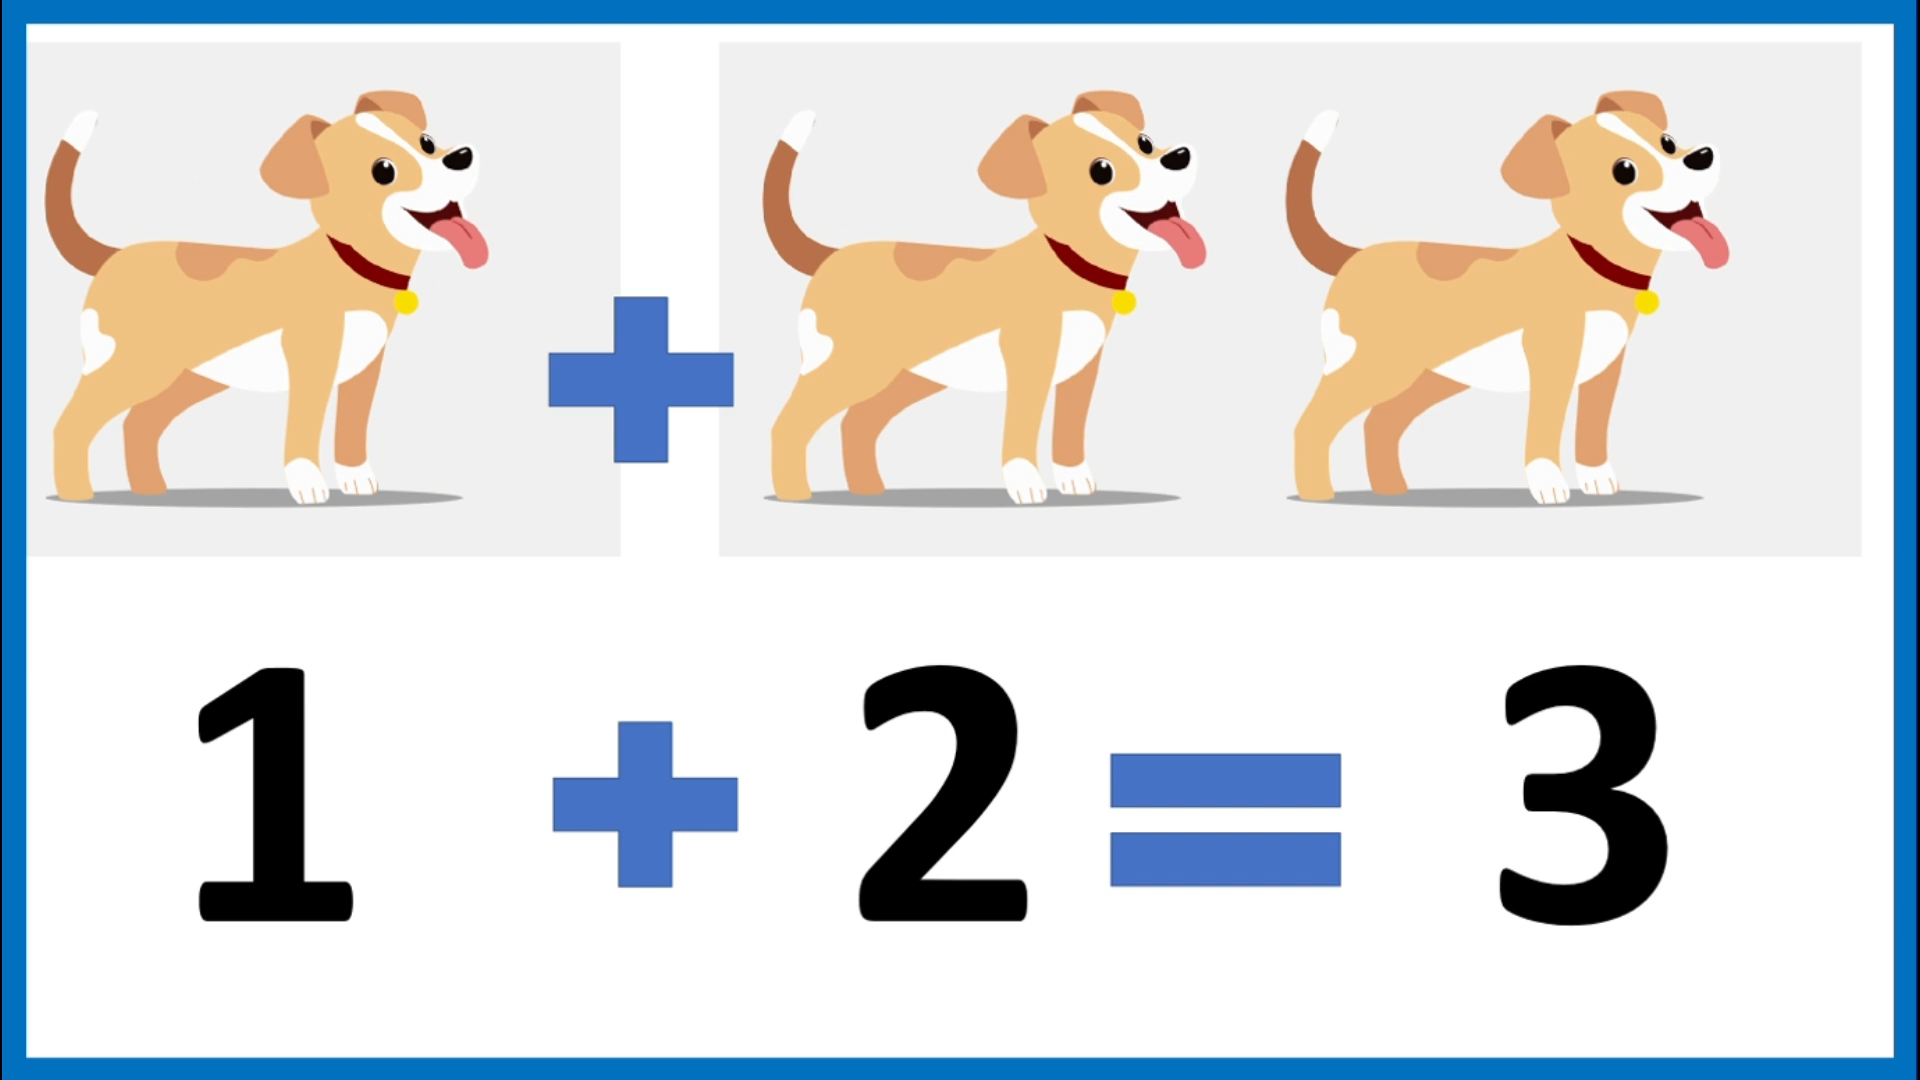 +
1 + 2 = 3